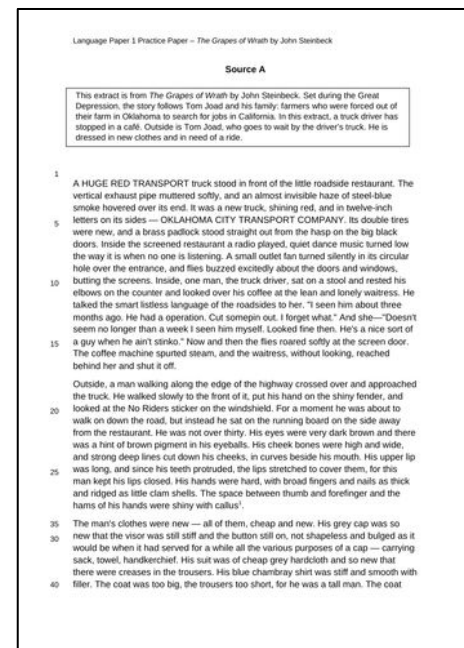 Language Paper 1 Practice Paper – The Grapes of Wrath by John Steinbeck
Source A
This extract is from The Grapes of Wrath by John Steinbeck. Set during the Great
Depression, the story follows Tom Joad and his family: farmers who were forced out of
their farm in Oklahoma to search for jobs in California. In this extract, a truck driver has
stopped in a café. Outside is Tom Joad, who goes to wait by the driver's truck. He is
dressed in new clothes and in need of a ride.
1
A HUGE RED TRANSPORT truck stood in front of the little roadside restaurant. The
vertical exhaust pipe muttered softly, and an almost invisible haze of steel-blue
smoke hovered over its end. It was a new truck, shining red, and in twelve-inch
5 letters on its sides — OKLAHOMA CITY TRANSPORT COMPANY. Its double tires
were new, and a brass padlock stood straight out from the hasp on the big black
doors. Inside the screened restaurant a radio played, quiet dance music turned low
the way it is when no one is listening. A small outlet fan turned silently in its circular
hole over the entrance, and flies buzzed excitedly about the doors and windows,
10 butting the screens. Inside, one man, the truck driver, sat on a stool and rested his
elbows on the counter and looked over his coffee at the lean and lonely waitress. He
talked the smart listless language of the roadsides to her. "I seen him about three
months ago. He had a operation. Cut somepin out. I forget what." And she—"Doesn't
seem no longer than a week I seen him myself. Looked fine then. He's a nice sort of
15 a guy when he ain't stinko." Now and then the flies roared softly at the screen door.
The coffee machine spurted steam, and the waitress, without looking, reached
behind her and shut it off.
Outside, a man walking along the edge of the highway crossed over and approached
the truck. He walked slowly to the front of it, put his hand on the shiny fender, and
20 looked at the No Riders sticker on the windshield. For a moment he was about to
walk on down the road, but instead he sat on the running board on the side away
from the restaurant. He was not over thirty. His eyes were very dark brown and there
was a hint of brown pigment in his eyeballs. His cheek bones were high and wide,
and strong deep lines cut down his cheeks, in curves beside his mouth. His upper lip
25 was long, and since his teeth protruded, the lips stretched to cover them, for this
man kept his lips closed. His hands were hard, with broad fingers and nails as thick
and ridged as little clam shells. The space between thumb and forefinger and the
hams of his hands were shiny with callus¹.
35 The man's clothes were new — all of them, cheap and new. His grey cap was so
30 new that the visor was still stiff and the button still on, not shapeless and bulged as it
would be when it had served for a while all the various purposes of a cap — carrying
sack, towel, handkerchief. His suit was of cheap grey hardcloth and so new that
there were creases in the trousers. His blue chambray shirt was stiff and smooth with
40 filler. The coat was too big, the trousers too short, for he was a tall man. The coat